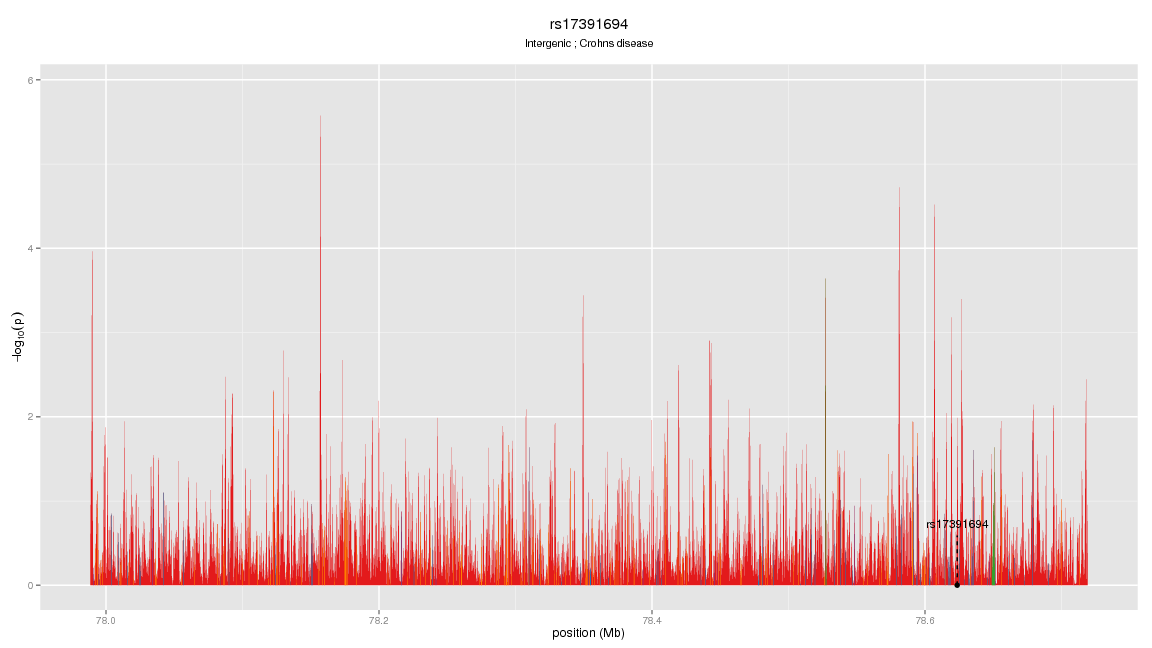 rs17391694
Intergenic ; Crohns disease
6
4
2
0
-log10(p)
rs17391694
78.0 78.2 78.4 78.6
position (Mb)